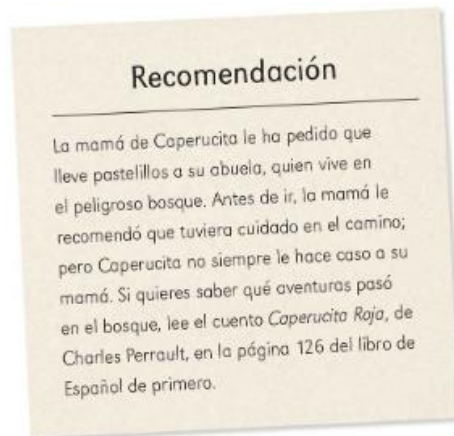 Recomendación
La mamá de Caperucita le ha pedido que
lleve pastelillos a su abuela, quien vive en
el peligroso bosque. Antes de ir, la mamá le
recomendó que tuviera cuidado en el camino;
pero Caperucita no siempre le hace caso a su
mamá. Si quieres saber qué aventuras pasó
en el bosque, lee el cuento Caperucita Roja, de
Charles Perrault, en la página 126 del libro de
Español de primero.